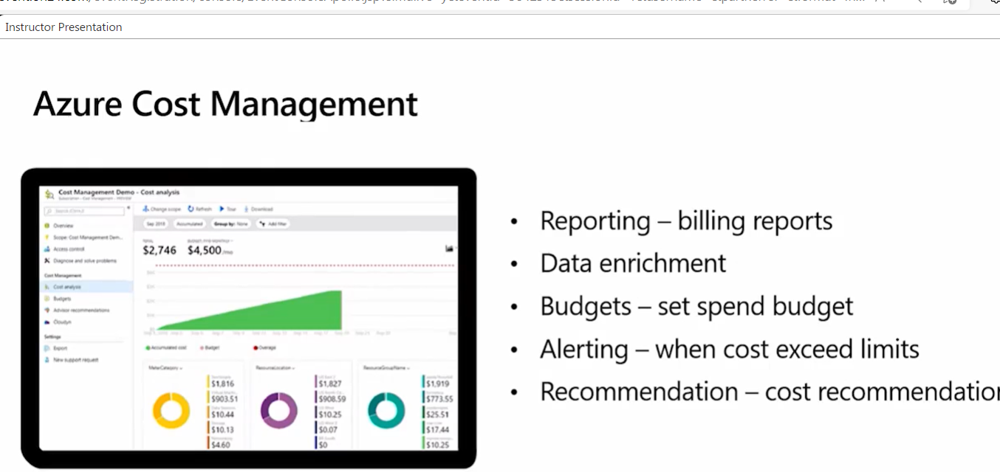 Instructor Presentation
Azure Cost Management
Cost Management Demo - Cost analysis
Change scope Refresh Tour Download
Overview
Sep 2018 Accumulated Group by: None Add filter
Scope: Cost Management Dem...
Access control
Diagnose and solve problems
$2,746 $4,500 /mo
Cost Management
Cost analysis
Budgets
Advisor recommendations
Cloudyn
Settings
Export
New support request
Accumulated cost Budget Overage
MeterCategory ResourceLocation ResourceGroupName
$1,816 $1,827 $1,919
$903.51 $908.59 $773.55
$10.44 $10.25 $25.51
$10.13 $0.07 $17.44
$4.60 $0 $10.25
• Reporting – billing reports
• Data enrichment
• Budgets – set spend budget
• Alerting – when cost exceed limits
• Recommendation – cost recommendation